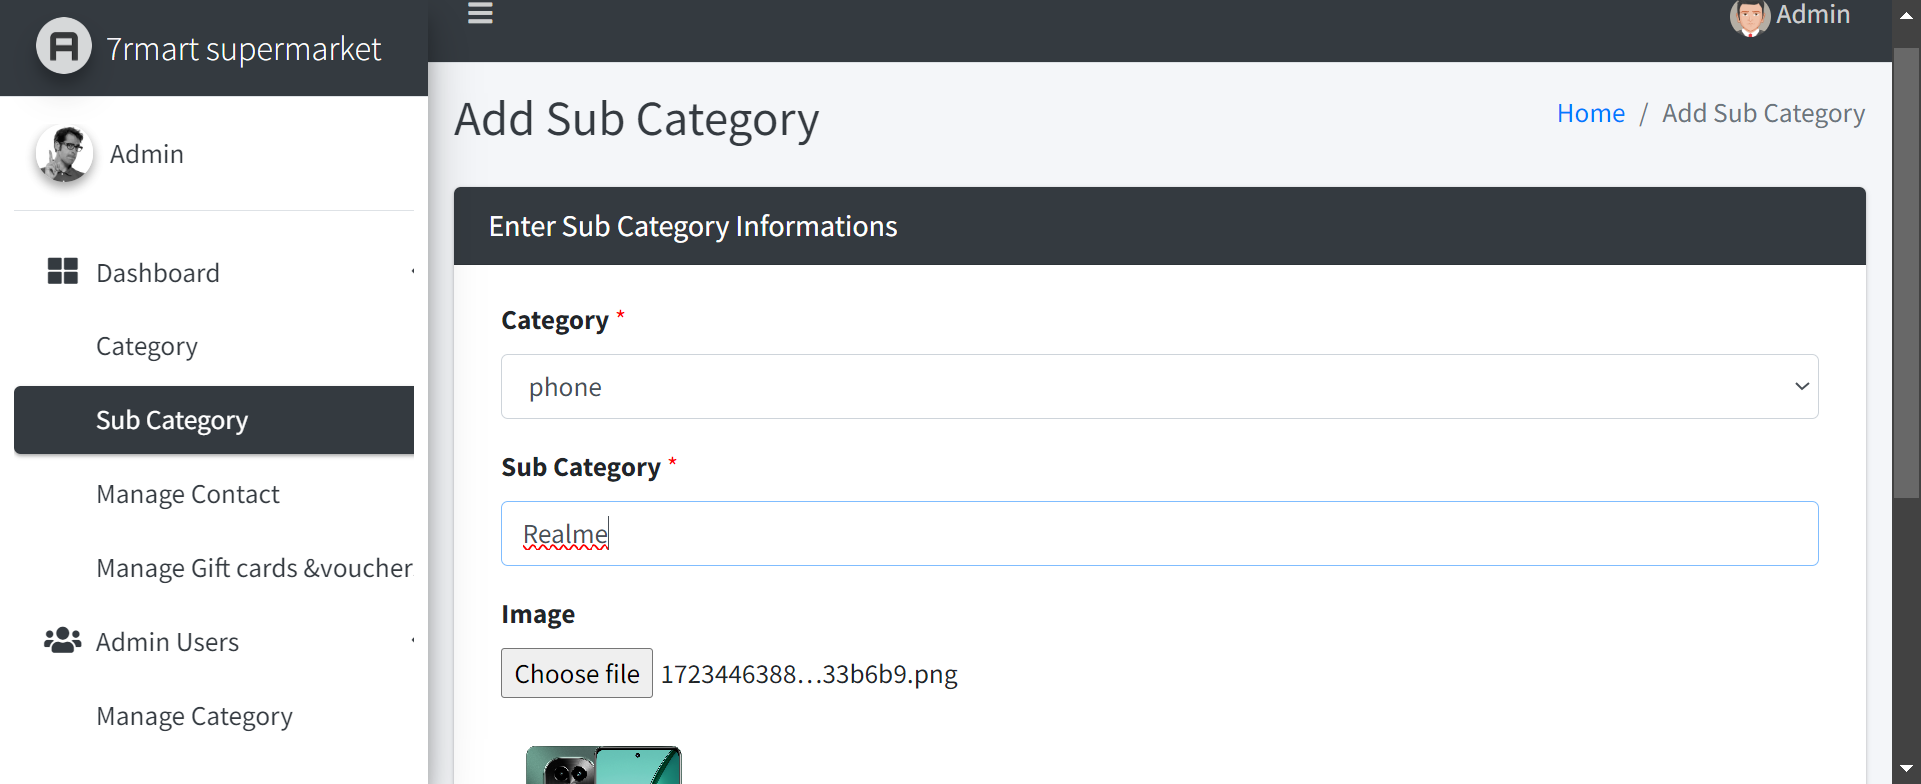 7rmart supermarket
Admin
Admin
Dashboard
Category
Sub Category
Manage Contact
Manage Gift cards &voucher
Admin Users
Manage Category
Add Sub Category
Home / Add Sub Category
Enter Sub Category Informations
Category *
phone
Sub Category *
Realme
Image
Choose file 1723446388...33b6b9.png